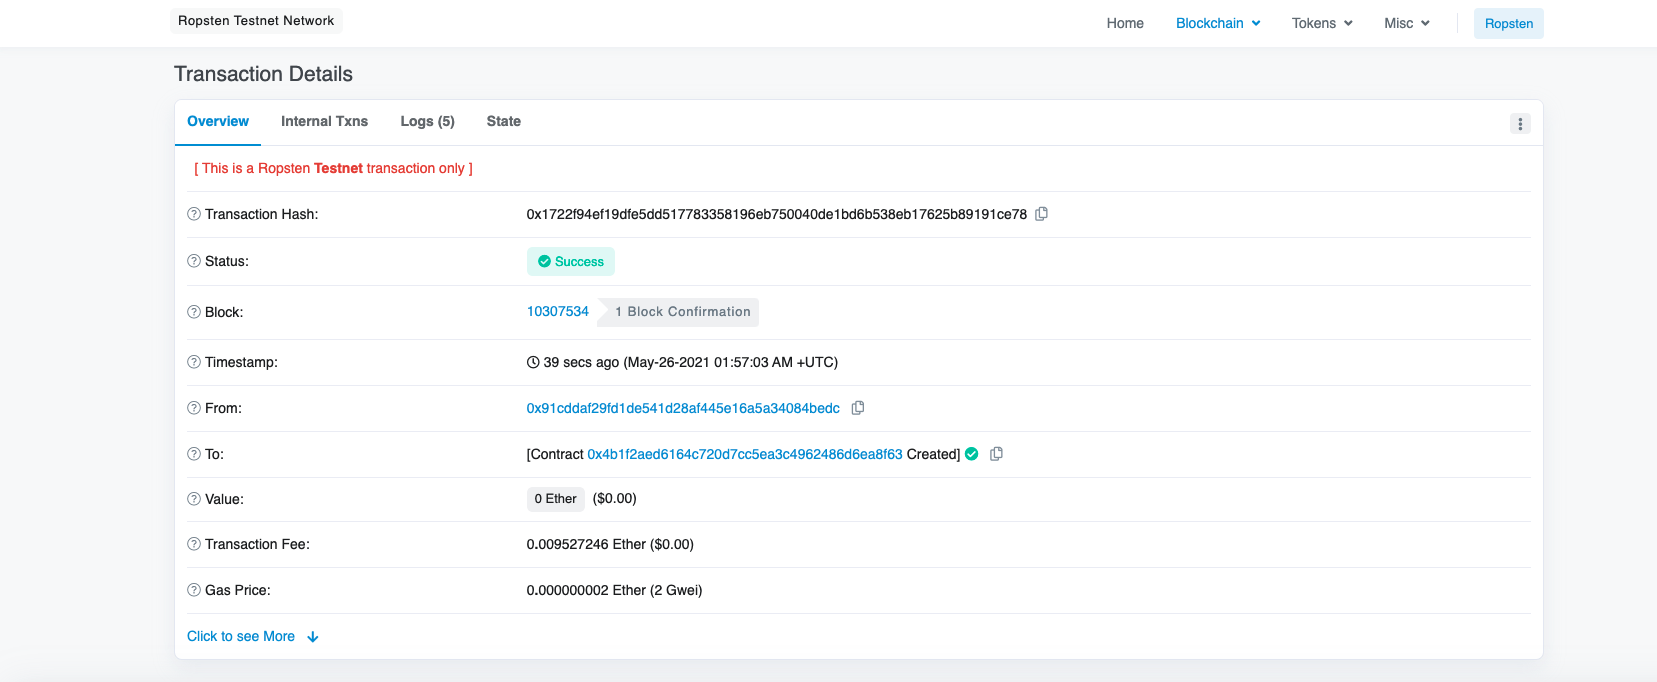 Ropsten Testnet Network
Home Blockchain Tokens Misc Ropsten
Transaction Details
Overview Internal Txns Logs (5) State
[ This is a Ropsten Testnet transaction only ]
Transaction Hash: 0x1722f94ef19dfe5dd517783358196eb750040de1bd6b538eb17625b89191ce78
Status: Success
Block: 10307534 1 Block Confirmation
Timestamp: 39 secs ago (May-26-2021 01:57:03 AM +UTC)
From: 0x91cddaf29fd1de541d28af445e16a5a34084bedc
To: [Contract 0x4b1f2aed6164c720d7cc5ea3c4962486d6ea8f63 Created]
Value: 0 Ether ($0.00)
Transaction Fee: 0.009527246 Ether ($0.00)
Gas Price: 0.000000002 Ether (2 Gwei)
Click to see More